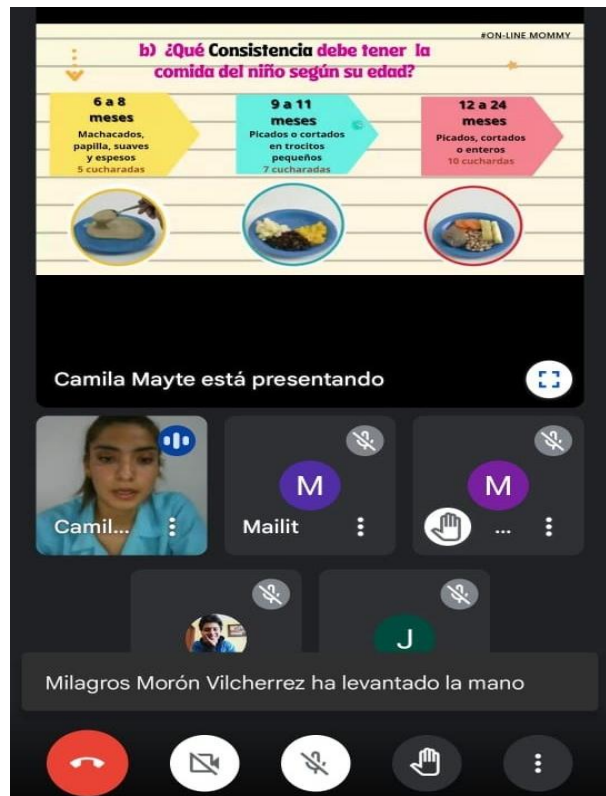 #ON-LINE MOMMY
b) ¿Qué Consistencia debe tener la
comida del niño según su edad?
6 a 8
meses
Machacados,
papilla, suaves
y espesos
5 cucharadas
9 a 11
meses
Picados o cortados
en trocitos
pequeños
7 cucharadas
12 a 24
meses
Picados, cortados
o enteros
10 cuchardas
Camila Mayte está presentando
Camil...
M
Mailit
M
...
J
Milagros Morón Vilcherrez ha levantado la mano